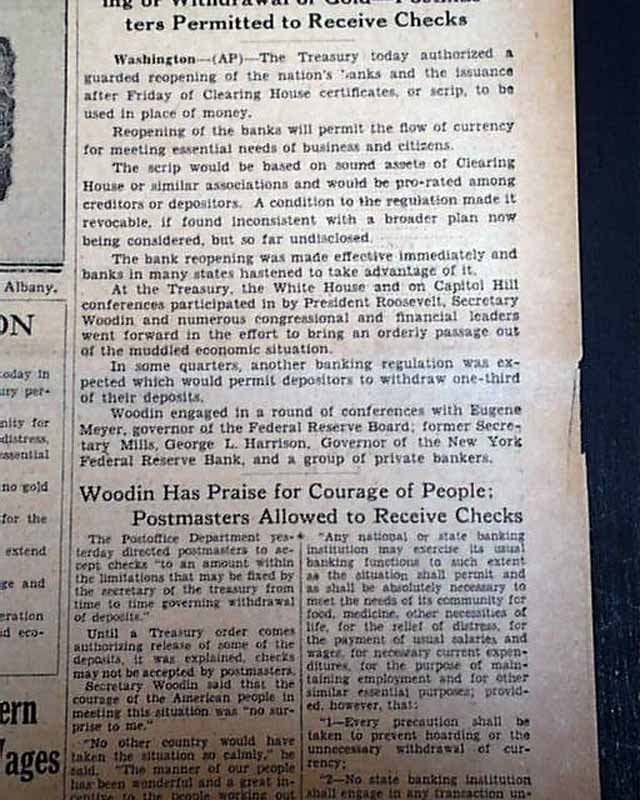 ing or Withdrawal of Gold—Postmas-
ters Permitted to Receive Checks
Washington—(AP)—The Treasury today authorized a
guarded reopening of the nation's banks and the issuance
after Friday of Clearing House certificates, or scrip, to be
used in place of money.
Reopening of the banks will permit the flow of currency
for meeting essential needs of business and citizens.
The scrip would be based on sound assets of Clearing
House or similar associations and would be pro-rated among
creditors or depositors. A condition to the regulation made it
revocable, if found inconsistent with a broader plan now
being considered, but so far undisclosed.
The bank reopening was made effective immediately and
banks in many states hastened to take advantage of it.
At the Treasury, the White House and on Capitol Hill
conferences participated in by President Roosevelt, Secretary
Woodin and numerous congressional and financial leaders
went forward in the effort to bring an orderly passage out
of the muddled economic situation.
In some quarters, another banking regulation was ex-
pected which would permit depositors to withdraw one-third
of their deposits.
Woodin engaged in a round of conferences with Eugene
Meyer, governor of the Federal Reserve Board; former Secre-
tary Mills, George L. Harrison, Governor of the New York
Federal Reserve Bank, and a group of private bankers.
Woodin Has Praise for Courage of People;
Postmasters Allowed to Receive Checks
The Postoffice Department yes-
terday directed postmasters to ac-
cept checks "to an amount within
the limitations that may be fixed by
the secretary of the treasury from
time to time governing withdrawal
of deposits."
Until a Treasury order comes
authorizing release of some of the
deposits, it was explained, checks
may not be accepted by postmasters.
Secretary Woodin said that the
courage of the American people in
meeting this situation was "no sur-
prise to me."
"No other country would have
taken the situation so calmly," he
said. "The manner of our people
has been wonderful and a great in-
centive to the people working out
"Any national or state banking
institution may exercise its usual
banking functions to such extent
as the situation shall permit and
as shall be absolutely necessary to
meet the needs of its community for
food, medicine, other necessities of
life, for the relief of distress, for
the payment of usual salaries and
wages, for necessary current expen-
ditures, for the purpose of main-
taining employment and for other
similar essential purposes; provid-
ed, however, that:
"1—Every precaution shall be
taken to prevent hoarding or the
unnecessary withdrawal of cur-
rency;
"2—No state banking institution
shall engage in any transaction un-
Albany.
ON
today in
ury per-
nity for
distress,
essential
no gold
for the
extend
ge and
eration
d eco-
ern
Wages